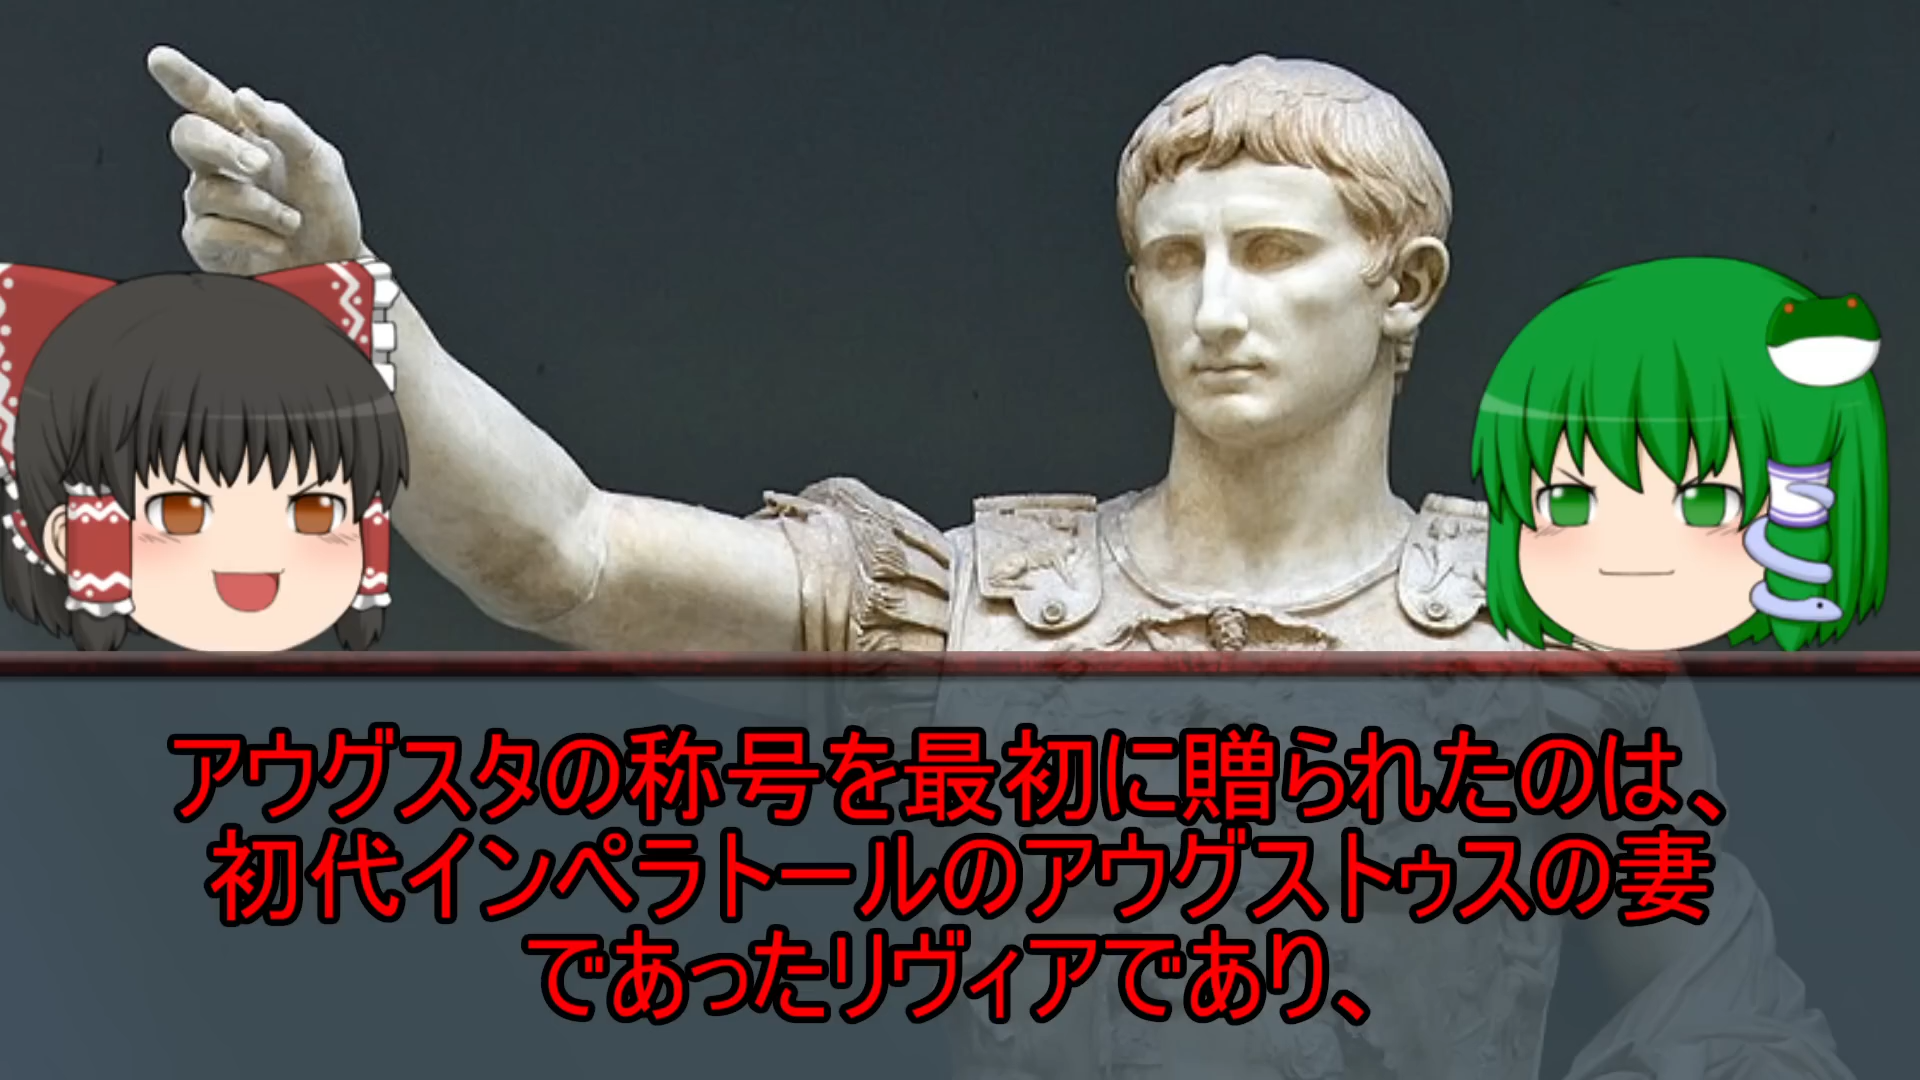 アウグスタの称号を最初に贈られたのは、
初代インペラトールのアウグストゥスの妻
であったリヴィアであり、